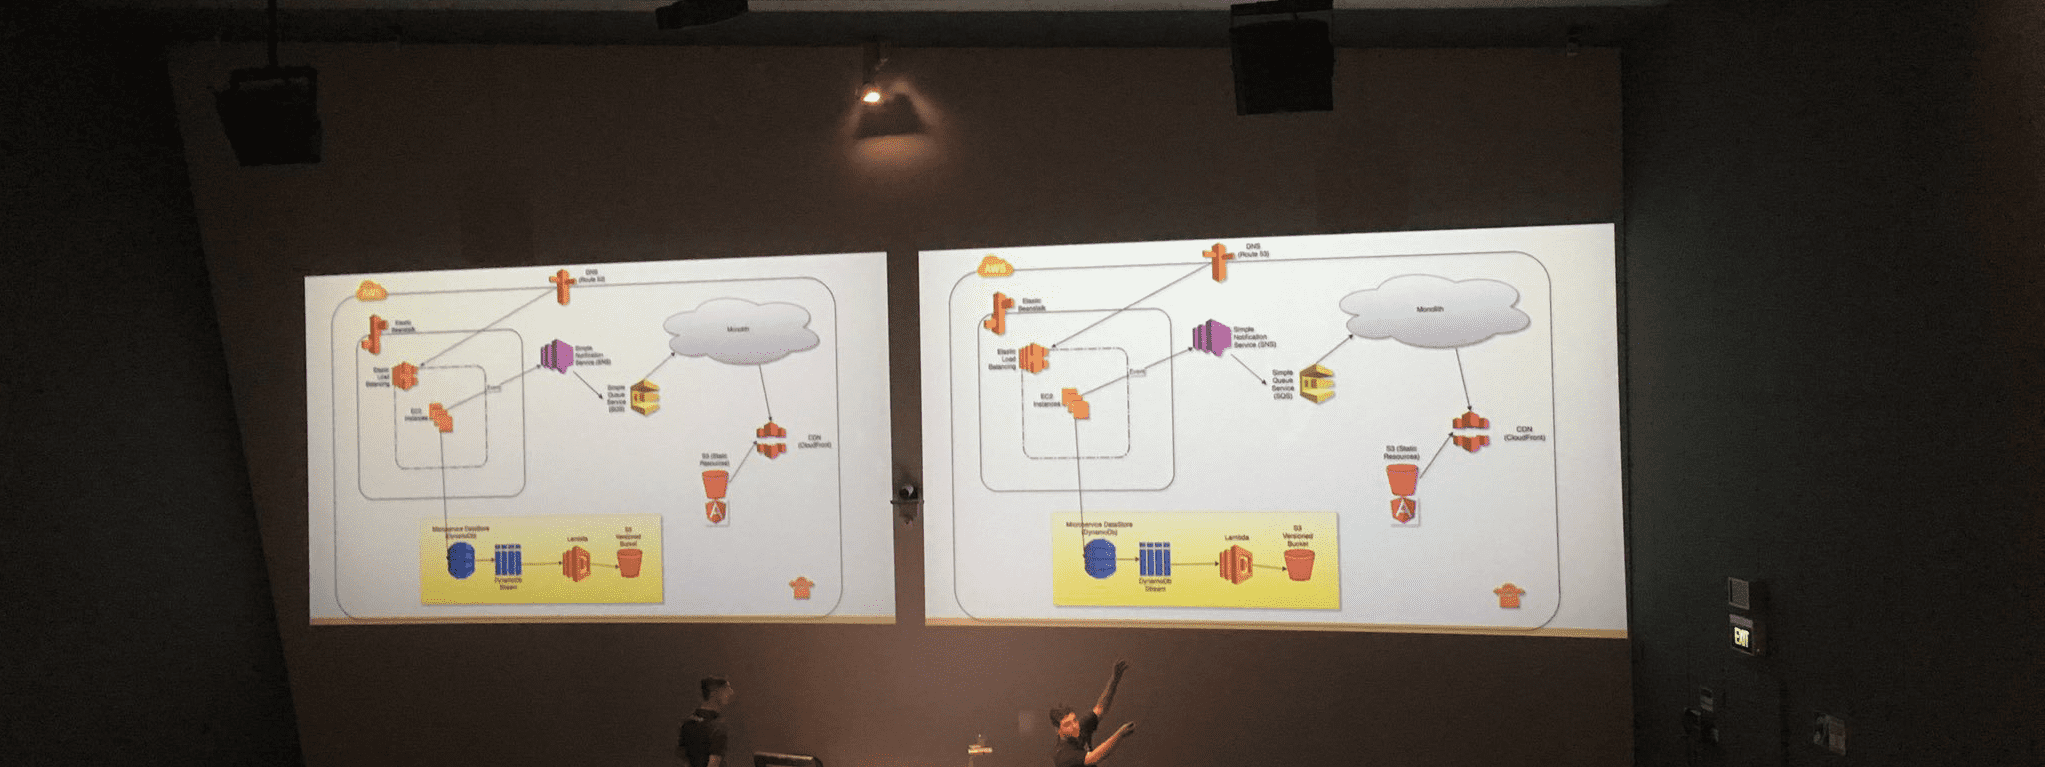 AWS
DNS
(Route 53)
Elastic
Beanstalk
Elastic
Load
Balancing
EC2
Instances
Event
Simple
Notification
Service (SNS)
Simple
Queue
Service
(SQS)
Monolith
CDN
(CloudFront)
S3 (Static
Resources)
A
Microservice DataStore
(DynamoDb)
DynamoDb
Stream
Lambda
S3
Versioned
Bucket
AWS
DNS
(Route 53)
Elastic
Beanstalk
Elastic
Load
Balancing
EC2
Instances
Event
Simple
Notification
Service (SNS)
Simple
Queue
Service
(SQS)
Monolith
CDN
(CloudFront)
S3 (Static
Resources)
A
Microservice DataStore
(DynamoDb)
DynamoDb
Stream
Lambda
S3
Versioned
Bucket
EXIT